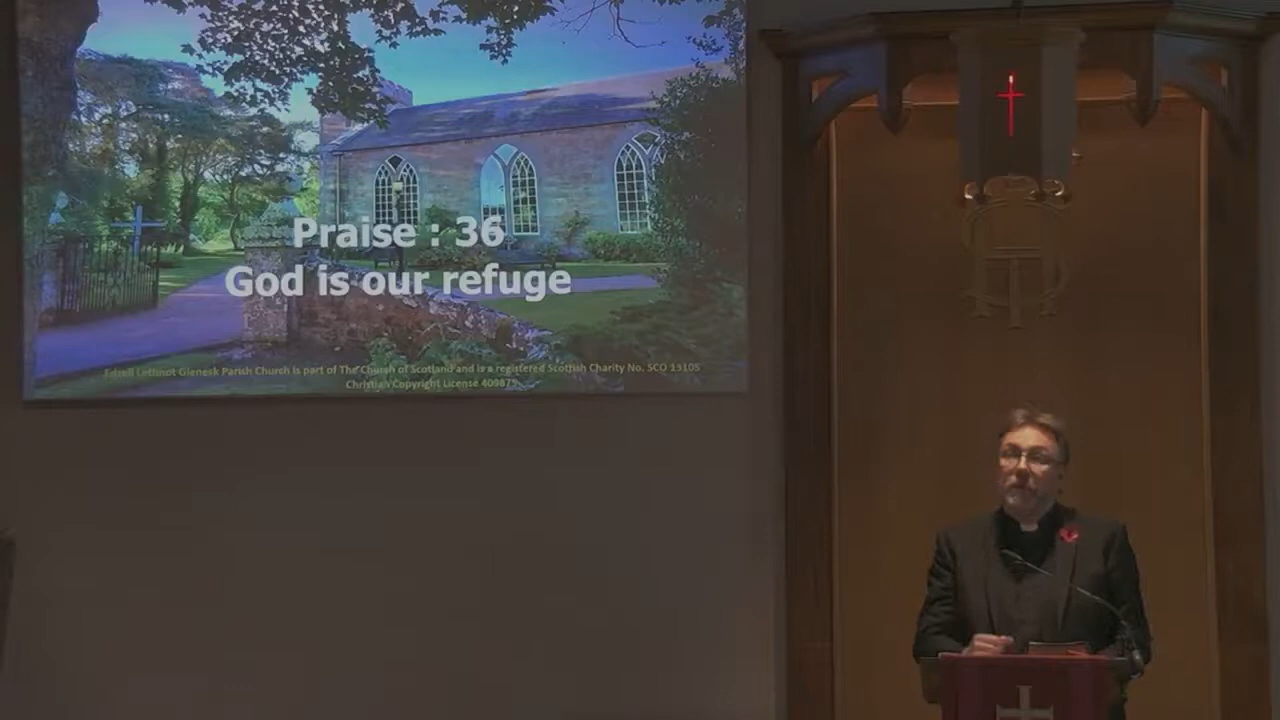 Praise : 36
God is our refuge
Edzell Lethnot Glenesk Parish Church is part of The Church of Scotland and is a registered Scottish Charity No. SCO 13105
Christian Copyright License 409875